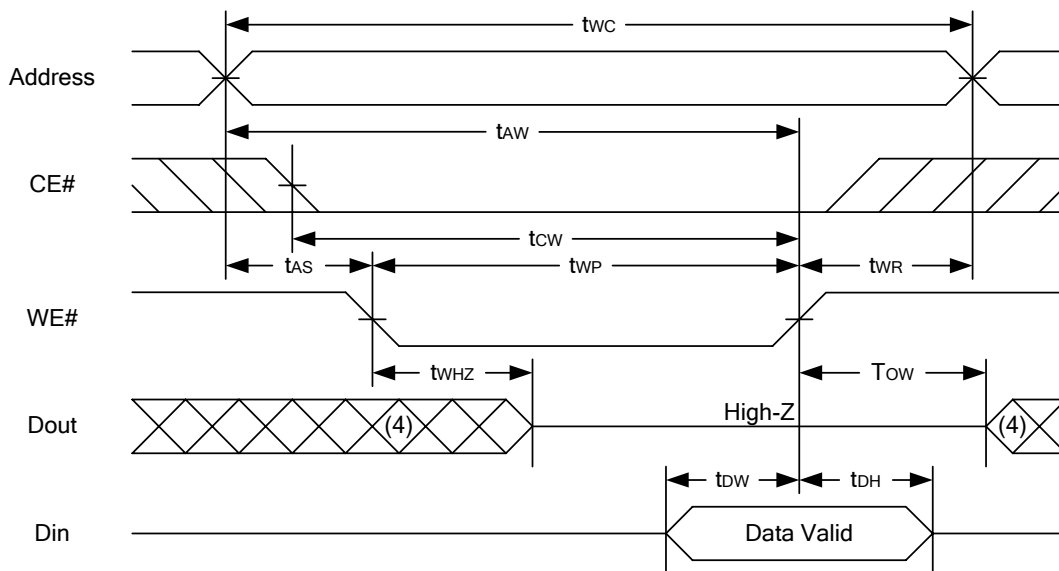 tWC
Address
tAW
CE#
tCW
tAS
tWP
tWR
WE#
tWHZ
TOW
Dout
(4)
High-Z
(4)
tDW
tDH
Din
Data Valid